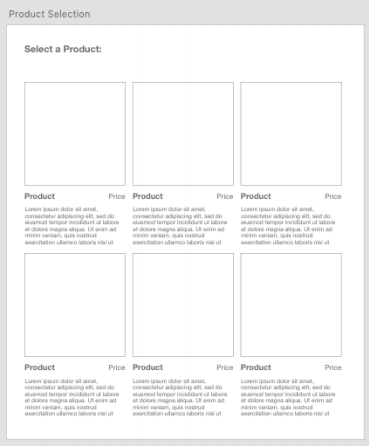 Product Selection
Select a Product:
Product Price
Lorem ipsum dolor sit amet,
consectetur adipiscing elit, sed do
eiusmod tempor incididunt ut labore
et dolore magna aliqua. Ut enim ad
minim veniam, quis nostrud
exercitation ullamco laboris nisi ut
Product Price
Lorem ipsum dolor sit amet,
consectetur adipiscing elit, sed do
eiusmod tempor incididunt ut labore
et dolore magna aliqua. Ut enim ad
minim veniam, quis nostrud
exercitation ullamco laboris nisi ut
Product Price
Lorem ipsum dolor sit amet,
consectetur adipiscing elit, sed do
eiusmod tempor incididunt ut labore
et dolore magna aliqua. Ut enim ad
minim veniam, quis nostrud
exercitation ullamco laboris nisi ut
Product Price
Lorem ipsum dolor sit amet,
consectetur adipiscing elit, sed do
eiusmod tempor incididunt ut labore
et dolore magna aliqua. Ut enim ad
minim veniam, quis nostrud
exercitation ullamco laboris nisi ut
Product Price
Lorem ipsum dolor sit amet,
consectetur adipiscing elit, sed do
eiusmod tempor incididunt ut labore
et dolore magna aliqua. Ut enim ad
minim veniam, quis nostrud
exercitation ullamco laboris nisi ut
Product Price
Lorem ipsum dolor sit amet,
consectetur adipiscing elit, sed do
eiusmod tempor incididunt ut labore
et dolore magna aliqua. Ut enim ad
minim veniam, quis nostrud
exercitation ullamco laboris nisi ut